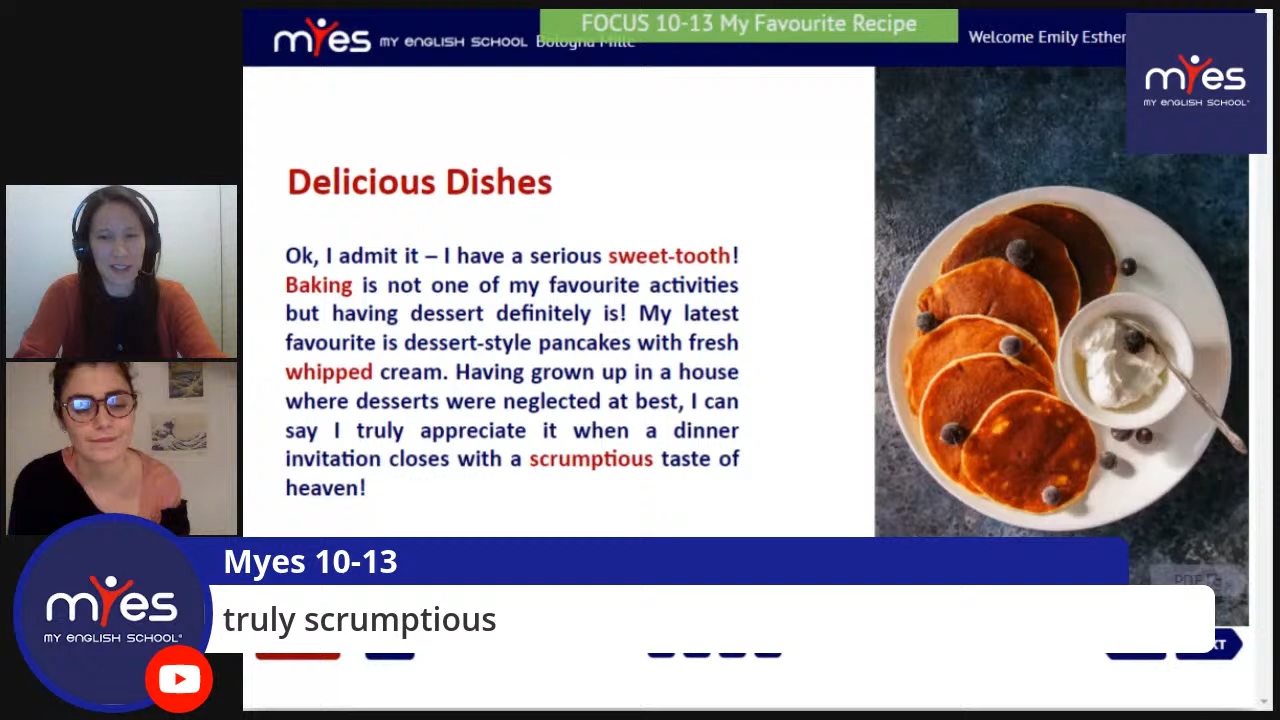 FOCUS 10-13 My Favourite Recipe
myes MY ENGLISH SCHOOL Bologna Mille
Welcome Emily Esther
myes
MY ENGLISH SCHOOL
Delicious Dishes
Ok, I admit it – I have a serious sweet-tooth!
Baking is not one of my favourite activities
but having dessert definitely is! My latest
favourite is dessert-style pancakes with fresh
whipped cream. Having grown up in a house
where desserts were neglected at best, I can
say I truly appreciate it when a dinner
invitation closes with a scrumptious taste of
heaven!
PDF
Myes 10-13
truly scrumptious
myes
MY ENGLISH SCHOOL